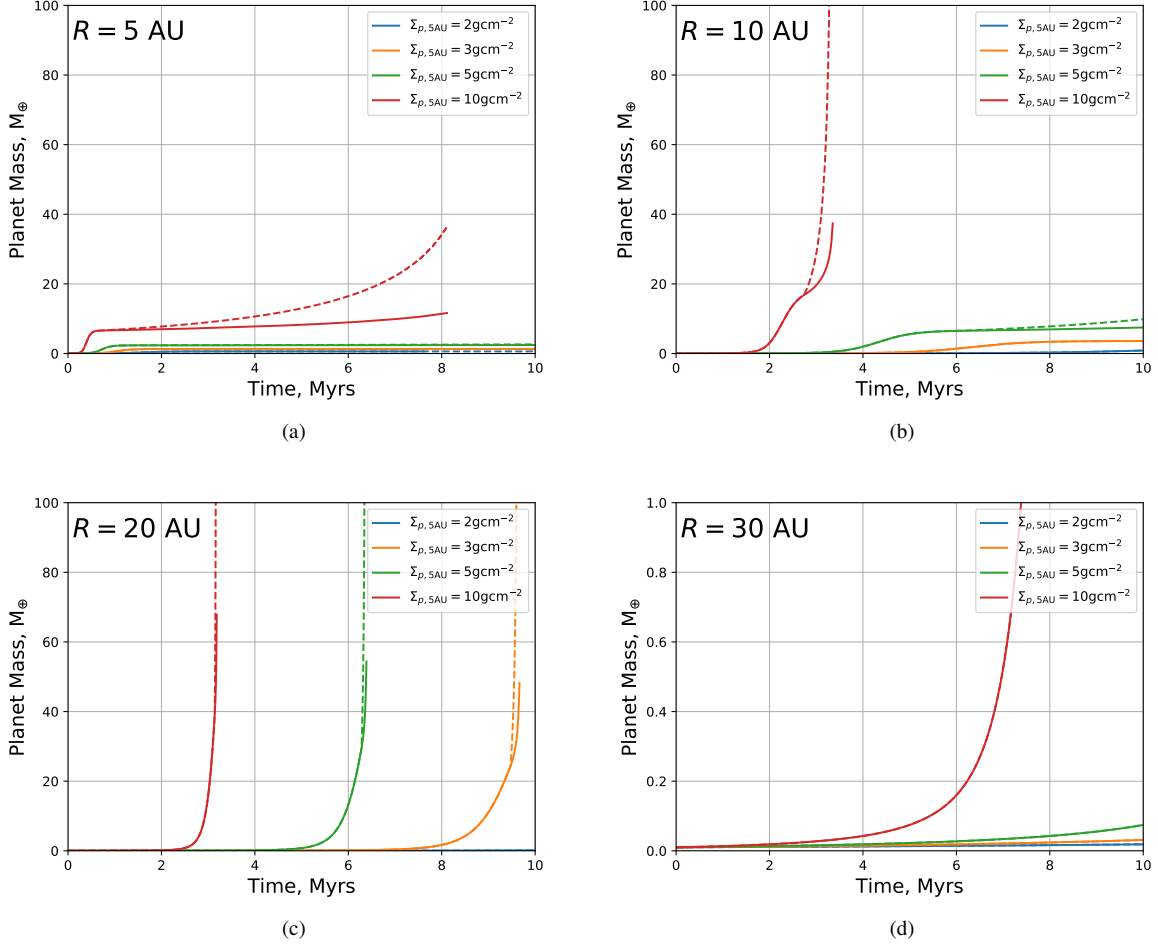 R = 5 AU
Σp,5AU = 2gcm−2
Σp,5AU = 3gcm−2
Σp,5AU = 5gcm−2
Σp,5AU = 10gcm−2
100
80
60
40
20
0
Planet Mass, M⊕
0 2 4 6 8 10
Time, Myrs
(a)
R = 10 AU
Σp,5AU = 2gcm−2
Σp,5AU = 3gcm−2
Σp,5AU = 5gcm−2
Σp,5AU = 10gcm−2
100
80
60
40
20
0
Planet Mass, M⊕
0 2 4 6 8 10
Time, Myrs
(b)
R = 20 AU
Σp,5AU = 2gcm−2
Σp,5AU = 3gcm−2
Σp,5AU = 5gcm−2
Σp,5AU = 10gcm−2
100
80
60
40
20
0
Planet Mass, M⊕
0 2 4 6 8 10
Time, Myrs
(c)
R = 30 AU
Σp,5AU = 2gcm−2
Σp,5AU = 3gcm−2
Σp,5AU = 5gcm−2
Σp,5AU = 10gcm−2
1.0
0.8
0.6
0.4
0.2
0.0
Planet Mass, M⊕
0 2 4 6 8 10
Time, Myrs
(d)